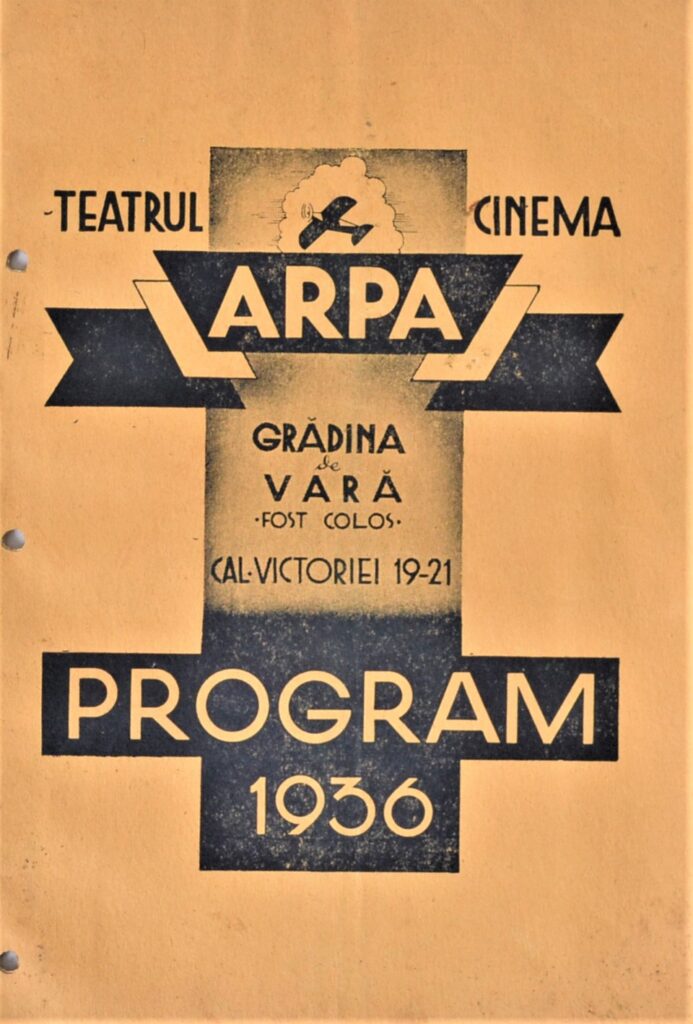 TEATRUL CINEMA
ARPA
GRĂDINA
de
VARĂ
·FOST COLOS·
CAL·VICTORIEI 19-21
PROGRAM
1936